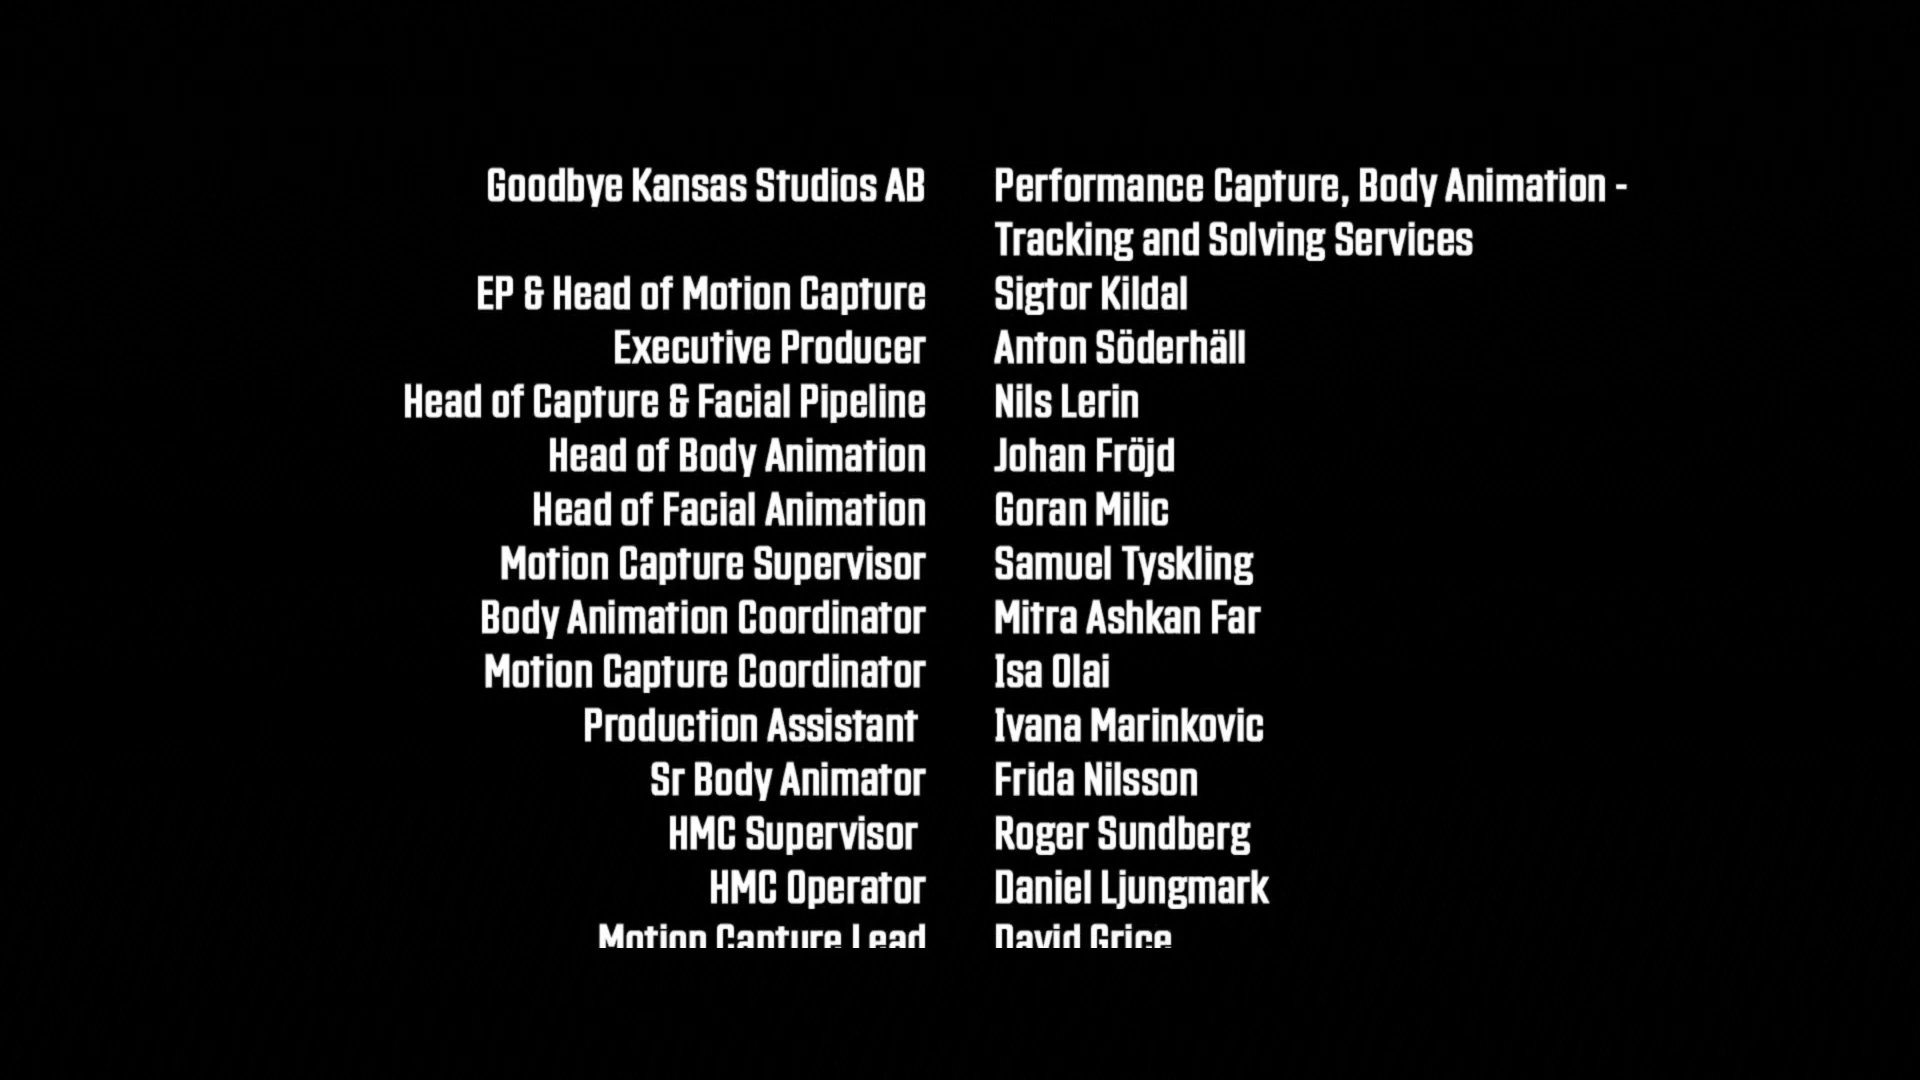 Goodbye Kansas Studios AB Performance Capture, Body Animation -
Tracking and Solving Services
EP & Head of Motion Capture Sigtor Kildal
Executive Producer Anton Söderhäll
Head of Capture & Facial Pipeline Nils Lerin
Head of Body Animation Johan Fröjd
Head of Facial Animation Goran Milic
Motion Capture Supervisor Samuel Tyskling
Body Animation Coordinator Mitra Ashkan Far
Motion Capture Coordinator Isa Olai
Production Assistant Ivana Marinkovic
Sr Body Animator Frida Nilsson
HMC Supervisor Roger Sundberg
HMC Operator Daniel Ljungmark
Motion Capture Lead David Grice